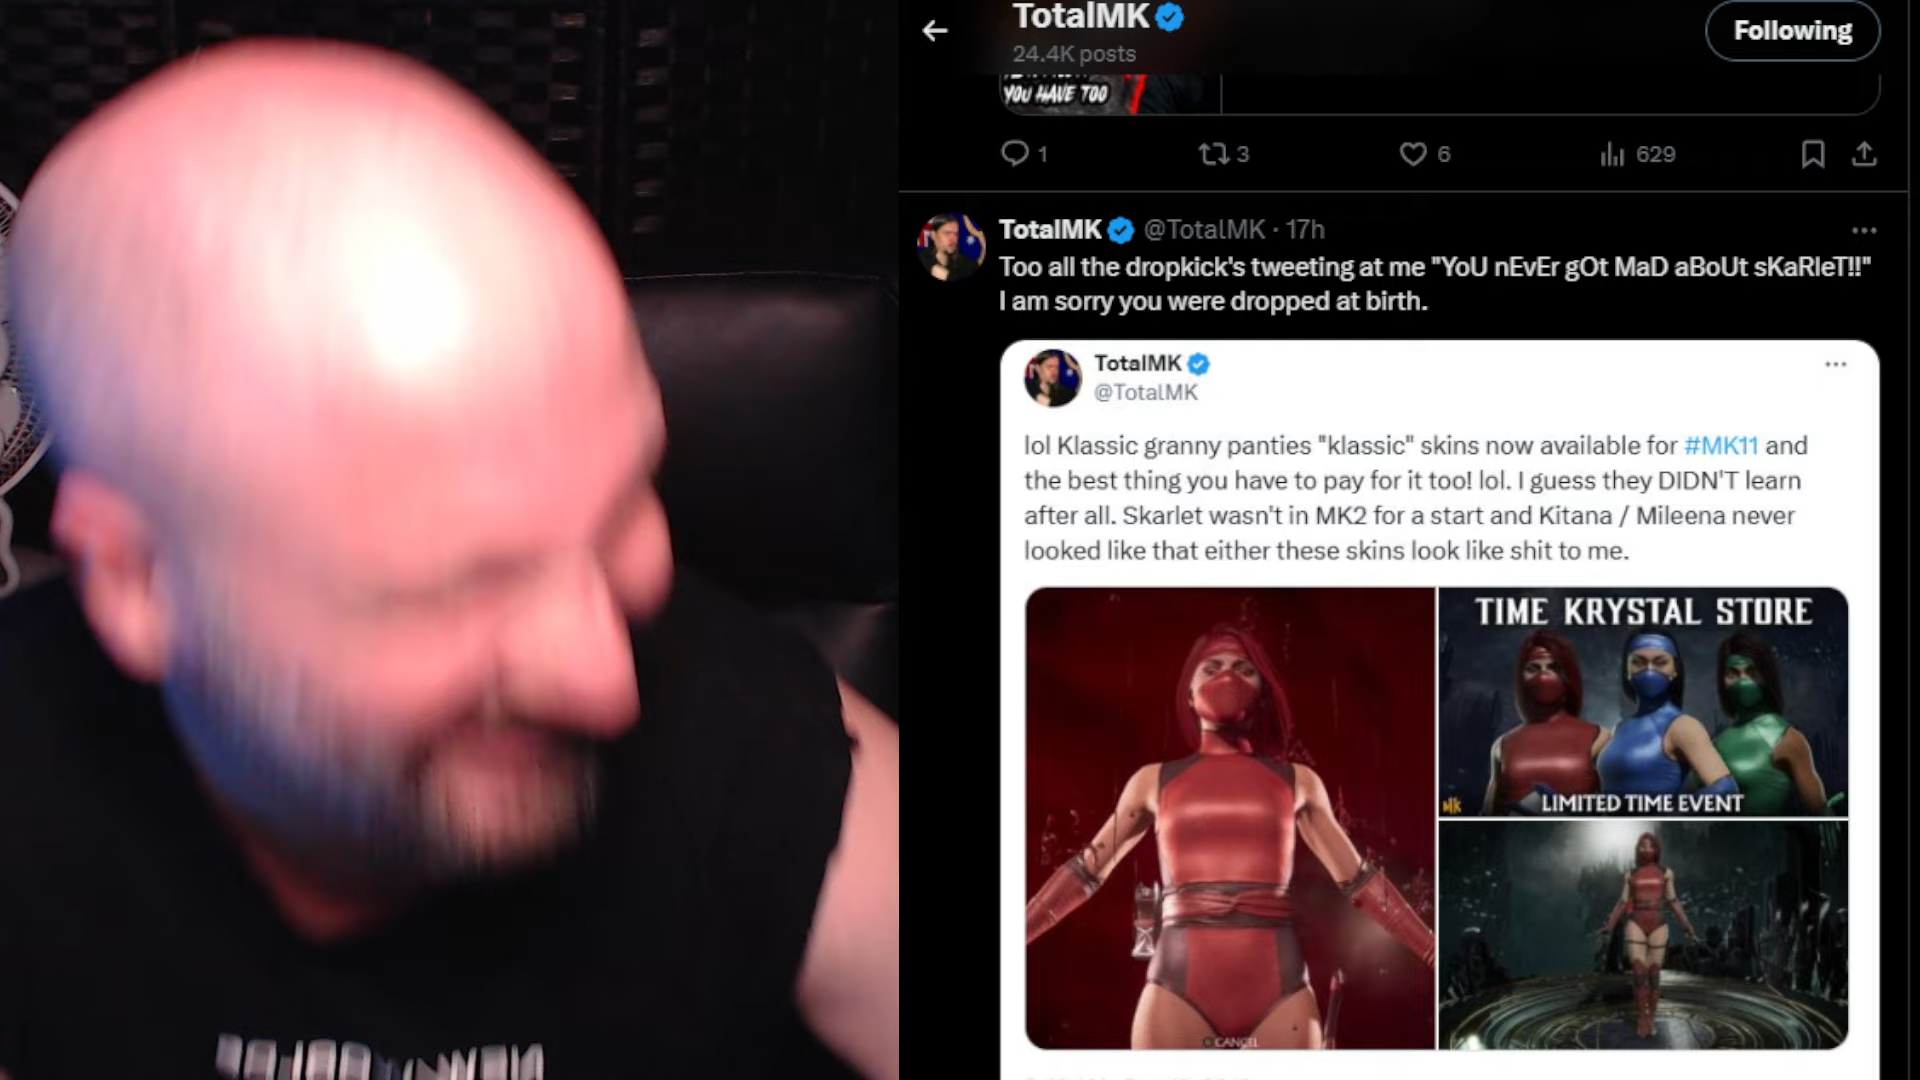 TotalMK
24.4K posts
Following
YOU HAVE TOO
1
3
6
629
TotalMK @TotalMK · 17h
Too all the dropkick's tweeting at me "YoU nEvEr gOt MaD aBoUt sKaRleT!!"
I am sorry you were dropped at birth.
TotalMK
@TotalMK
lol Klassic granny panties "klassic" skins now available for #MK11 and
the best thing you have to pay for it too! lol. I guess they DIDN'T learn
after all. Skarlet wasn't in MK2 for a start and Kitana / Mileena never
looked like that either these skins look like shit to me.
TIME KRYSTAL STORE
MK
LIMITED TIME EVENT
CANCEL